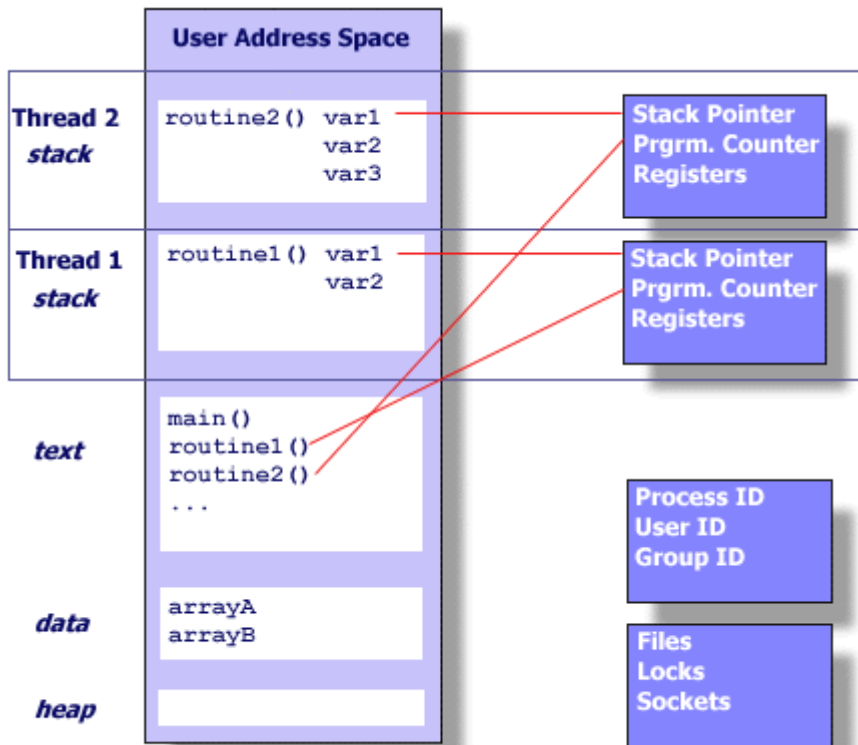 User Address Space
Thread 2
stack
routine2() var1
var2
var3
Stack Pointer
Prgrm. Counter
Registers
Thread 1
stack
routine1() var1
var2
Stack Pointer
Prgrm. Counter
Registers
text
main()
routine1()
routine2()
...
Process ID
User ID
Group ID
data
arrayA
arrayB
Files
Locks
Sockets
heap